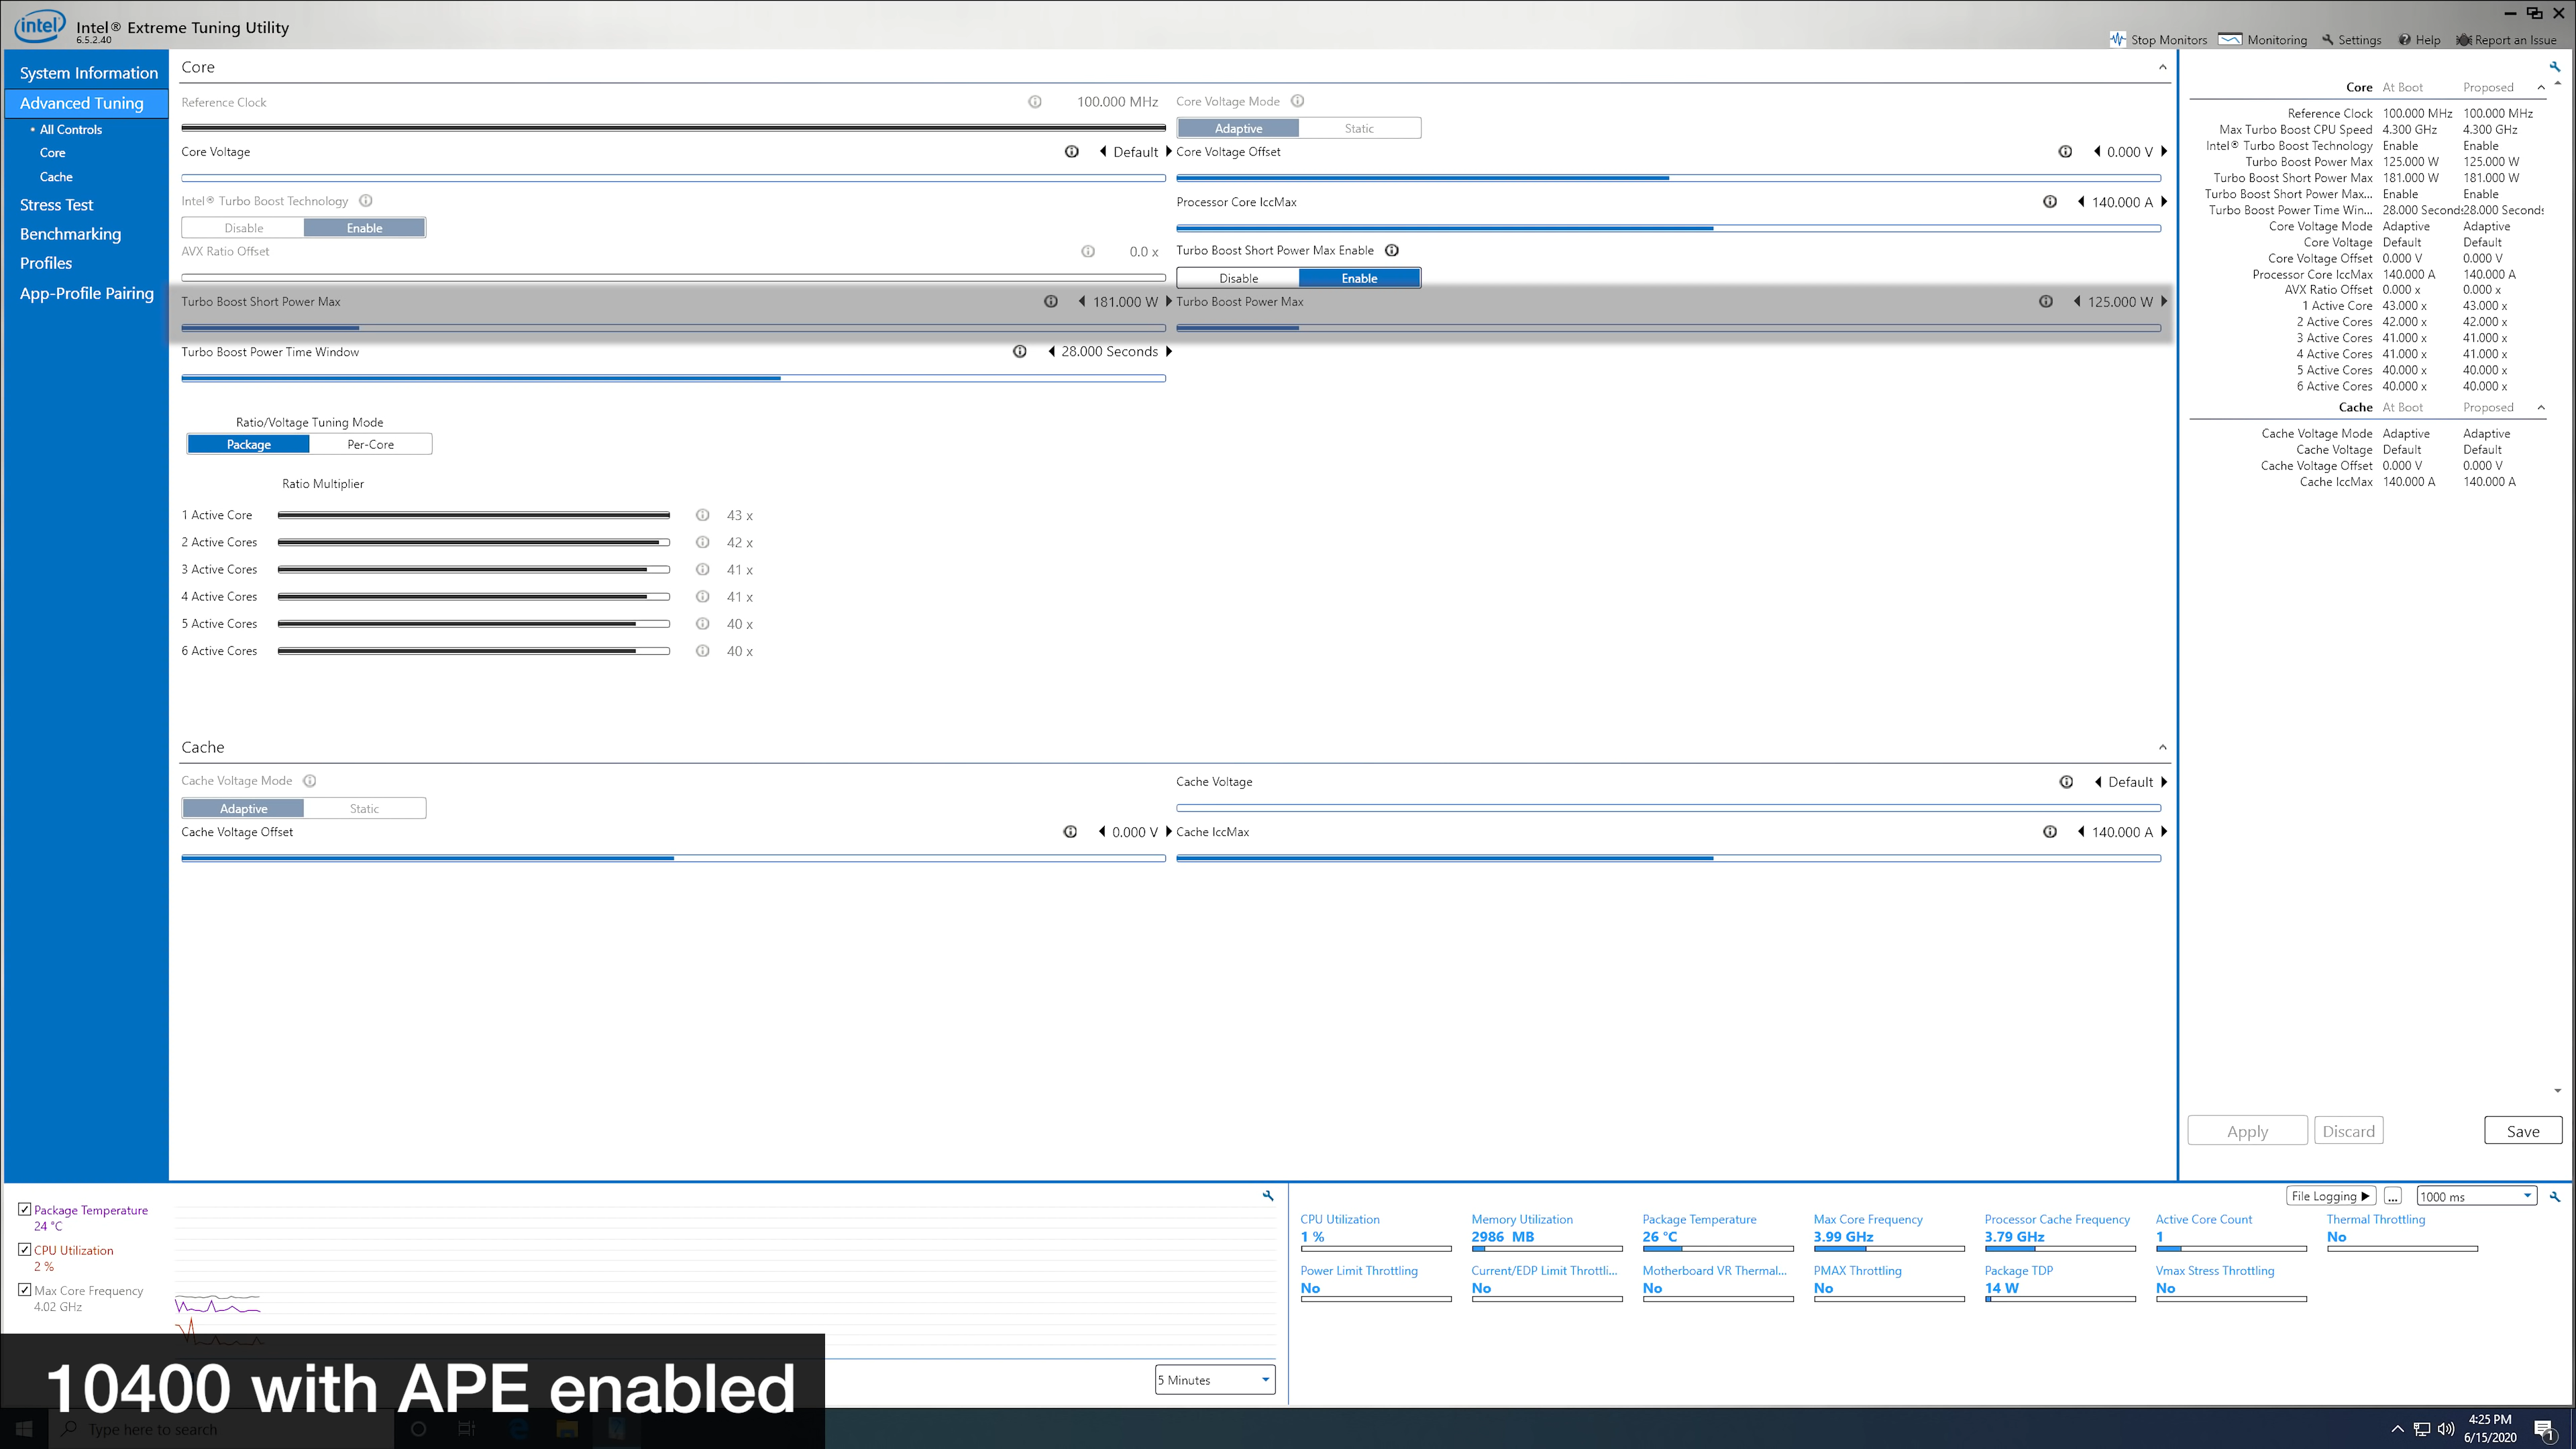 intel
Intel® Extreme Tuning Utility
6.5.2.40
Stop Monitors
Monitoring
Settings
Help
Report an Issue
System Information
Advanced Tuning
• All Controls
Core
Cache
Stress Test
Benchmarking
Profiles
App-Profile Pairing
Core
Reference Clock 100.000 MHz
Core Voltage Mode
Adaptive Static
Core Voltage Default
Core Voltage Offset 0.000 V
Intel® Turbo Boost Technology
Disable Enable
Processor Core IccMax 140.000 A
AVX Ratio Offset 0.0 x
Turbo Boost Short Power Max Enable
Disable Enable
Turbo Boost Short Power Max 181.000 W
Turbo Boost Power Max 125.000 W
Turbo Boost Power Time Window 28.000 Seconds
Ratio/Voltage Tuning Mode
Package Per-Core
Ratio Multiplier
1 Active Core 43 x
2 Active Cores 42 x
3 Active Cores 41 x
4 Active Cores 41 x
5 Active Cores 40 x
6 Active Cores 40 x
Cache
Cache Voltage Mode
Adaptive Static
Cache Voltage Default
Cache Voltage Offset 0.000 V
Cache IccMax 140.000 A
Core At Boot Proposed
Reference Clock 100.000 MHz 100.000 MHz
Max Turbo Boost CPU Speed 4.300 GHz 4.300 GHz
Intel® Turbo Boost Technology Enable Enable
Turbo Boost Power Max 125.000 W 125.000 W
Turbo Boost Short Power Max 181.000 W 181.000 W
Turbo Boost Short Power Max... Enable Enable
Turbo Boost Power Time Win... 28.000 Seconds 28.000 Seconds
Core Voltage Mode Adaptive Adaptive
Core Voltage Default Default
Core Voltage Offset 0.000 V 0.000 V
Processor Core IccMax 140.000 A 140.000 A
AVX Ratio Offset 0.000 x 0.000 x
1 Active Core 43.000 x 43.000 x
2 Active Cores 42.000 x 42.000 x
3 Active Cores 41.000 x 41.000 x
4 Active Cores 41.000 x 41.000 x
5 Active Cores 40.000 x 40.000 x
6 Active Cores 40.000 x 40.000 x
Cache At Boot Proposed
Cache Voltage Mode Adaptive Adaptive
Cache Voltage Default Default
Cache Voltage Offset 0.000 V 0.000 V
Cache IccMax 140.000 A 140.000 A
Apply Discard Save
Package Temperature
24 °C
CPU Utilization
2 %
Max Core Frequency
4.02 GHz
5 Minutes
File Logging ... 1000 ms
CPU Utilization Memory Utilization Package Temperature Max Core Frequency Processor Cache Frequency Active Core Count Thermal Throttling
1 % 2986 MB 26 °C 3.99 GHz 3.79 GHz 1 No
Power Limit Throttling Current/EDP Limit Throttli... Motherboard VR Thermal... PMAX Throttling Package TDP Vmax Stress Throttling
No No No No 14 W No
10400 with APE enabled
Type here to search
4:25 PM
6/15/2020
1